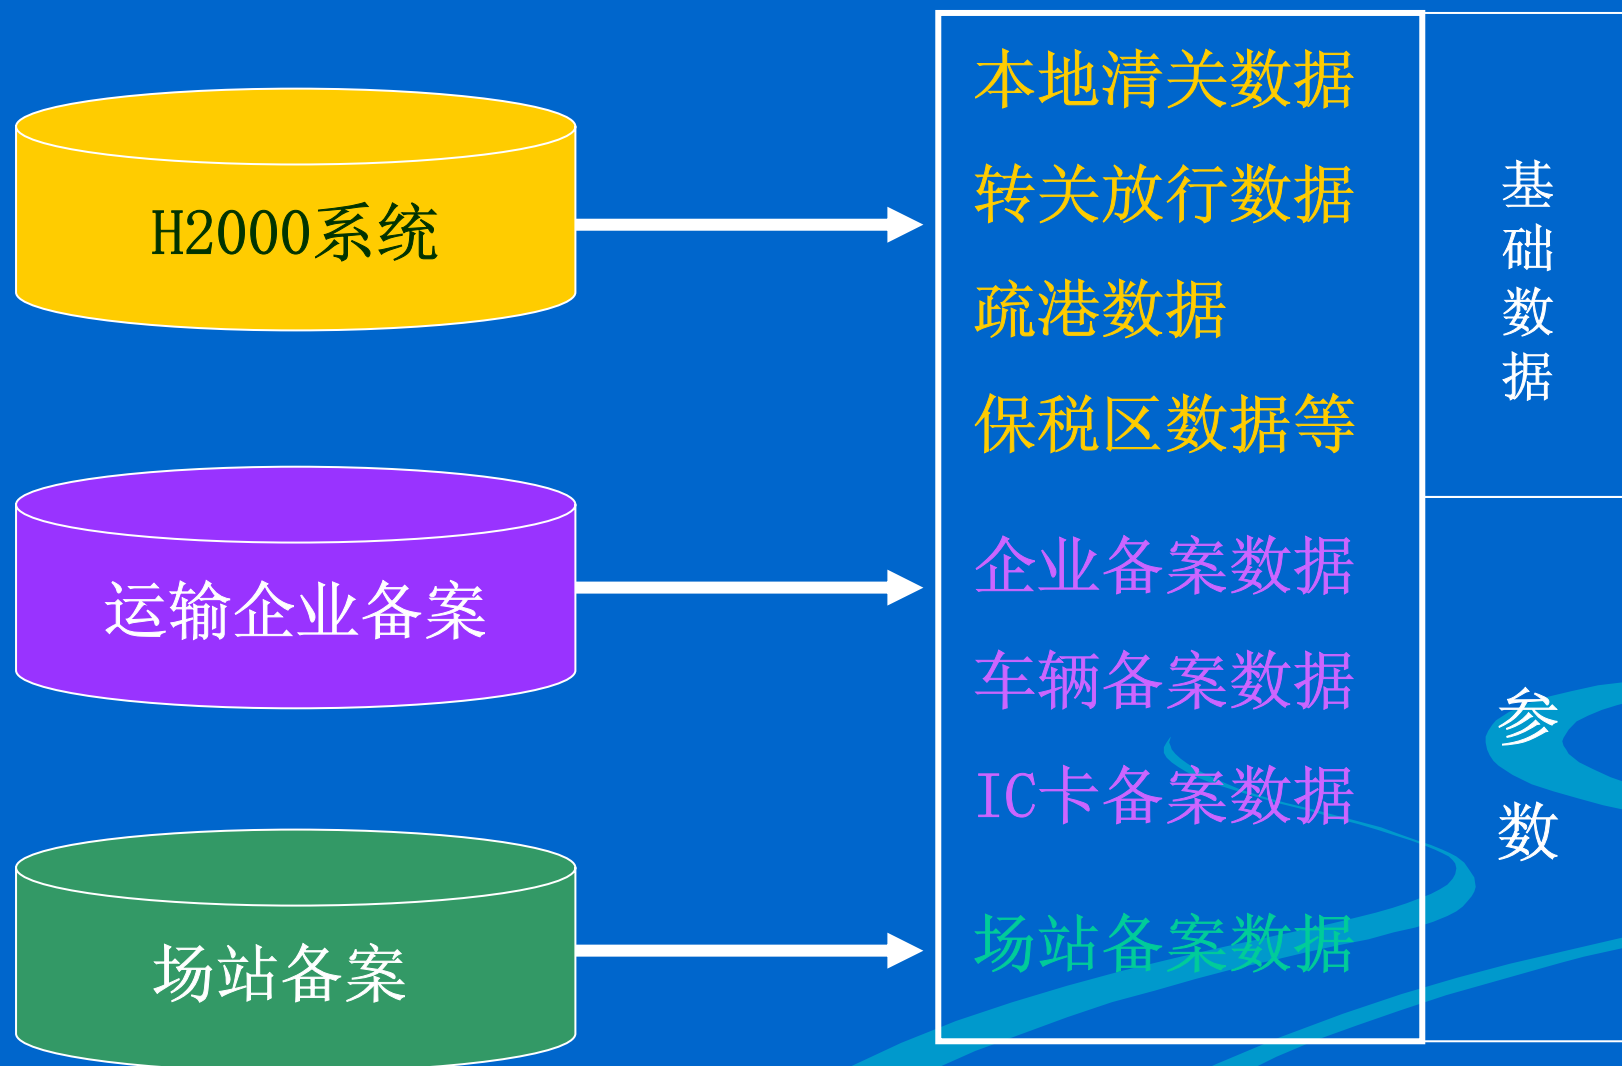 H2000系统
运输企业备案
场站备案
本地清关数据
转关放行数据
疏港数据
保税区数据等
企业备案数据
车辆备案数据
IC卡备案数据
场站备案数据
基
础
数
据
参
数